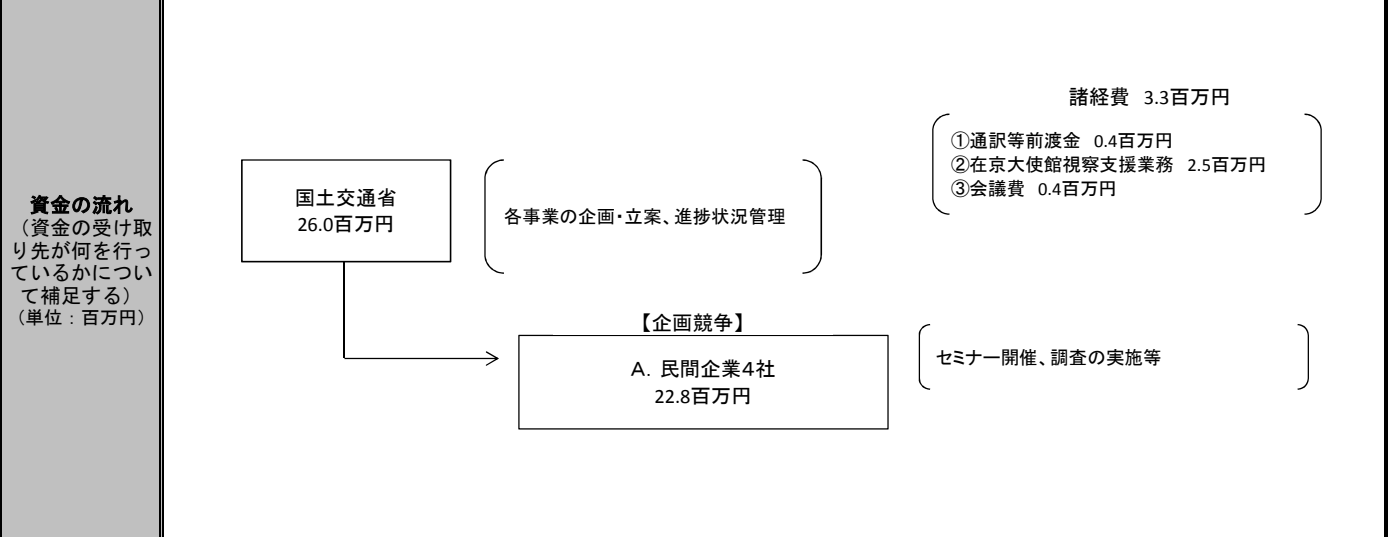 資金の流れ
（資金の受け取
り先が何を行っ
ているかについ
て補足する）
（単位：百万円）
国土交通省
26.0百万円
各事業の企画・立案、進捗状況管理
諸経費 3.3百万円
①通訳等前渡金 0.4百万円
②在京大使館視察支援業務 2.5百万円
③会議費 0.4百万円
【企画競争】
A. 民間企業4社
22.8百万円
セミナー開催、調査の実施等